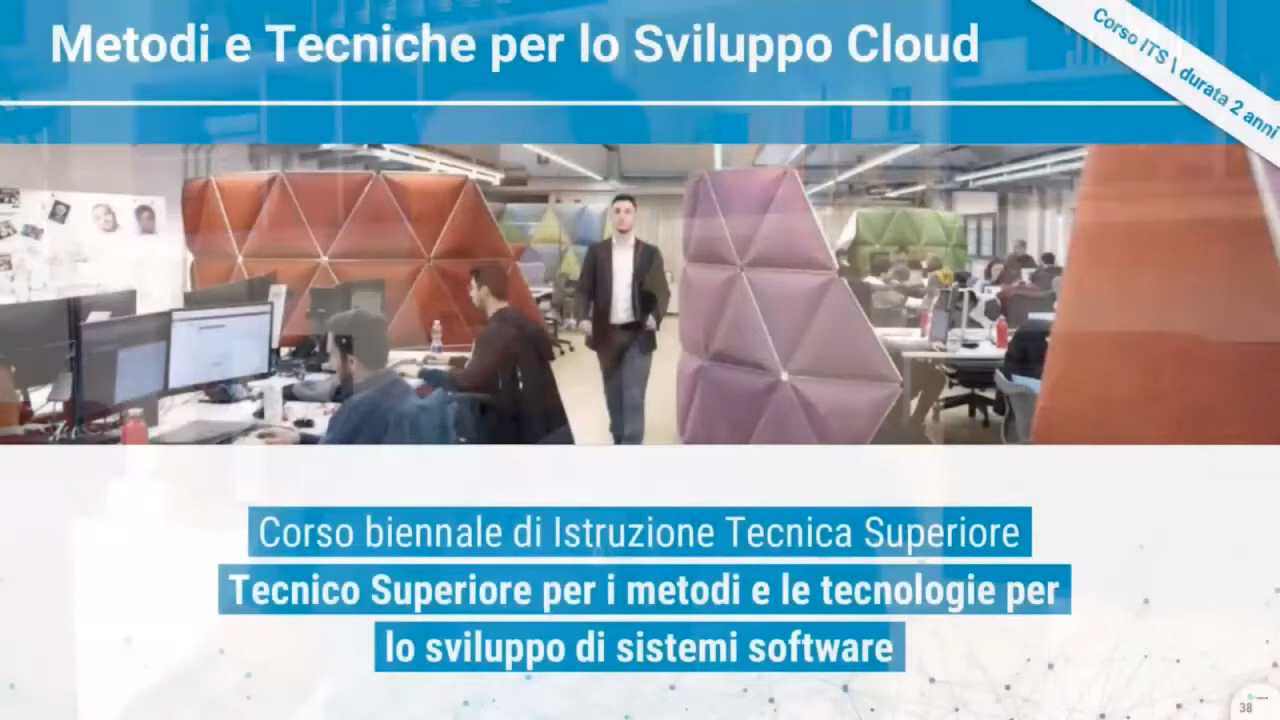 Metodi e Tecniche per lo Sviluppo Cloud
Corso ITS \ durata 2 anni
Corso biennale di Istruzione Tecnica Superiore
Tecnico Superiore per i metodi e le tecnologie per
lo sviluppo di sistemi software
38